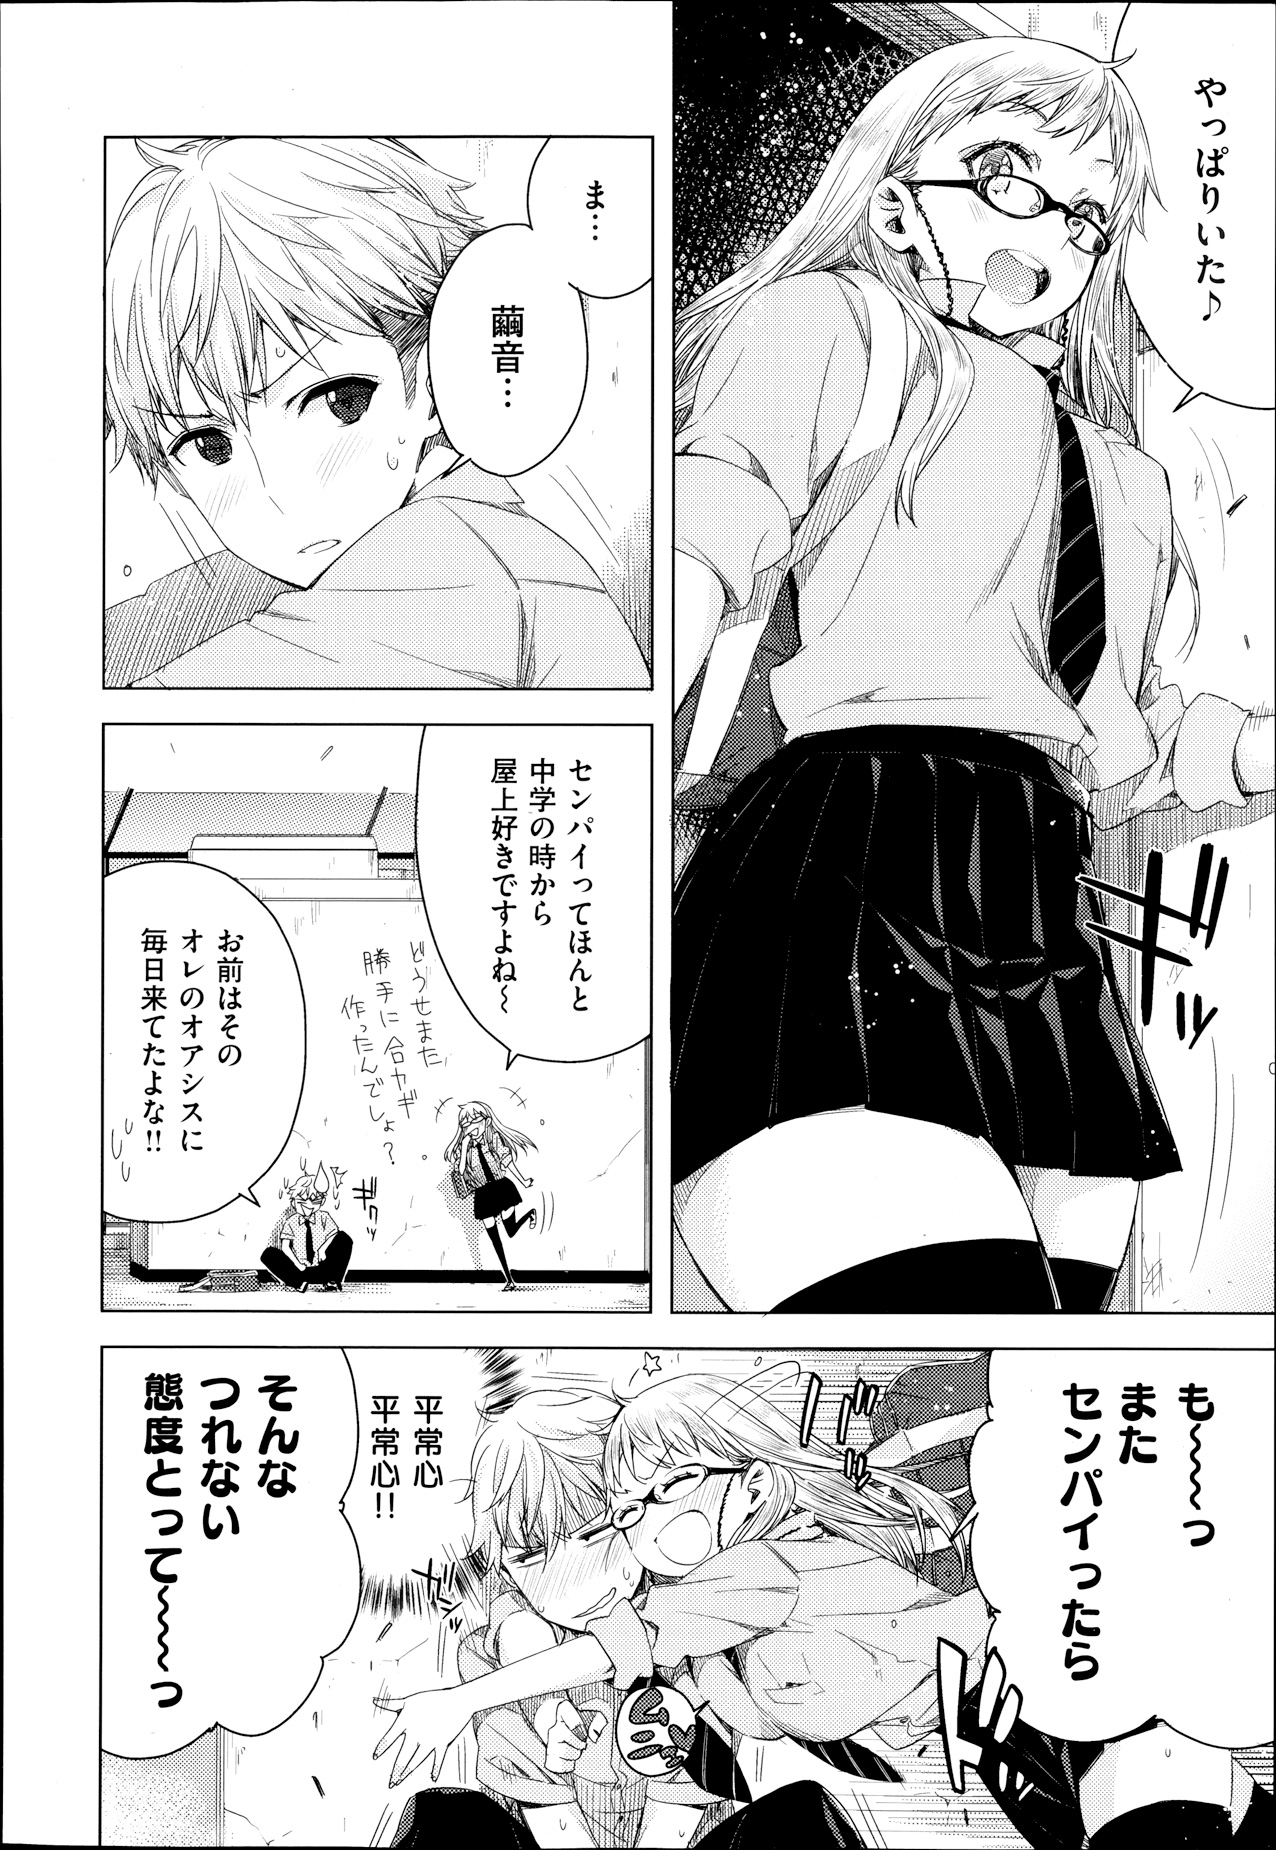 やっぱりいた♪
ギッ
ま…
繭音…
センパイってほんと
中学の時から
屋上好きですよね～
どうせまた
勝手に合カギ
作ったんでしょ？
ギクッ
お前はその
オレのオアシスに
毎日来てたよな!!
も～～～っ
また
センパイったら
平常心
平常心!!
そんな
つれない
態度とって～～～っ